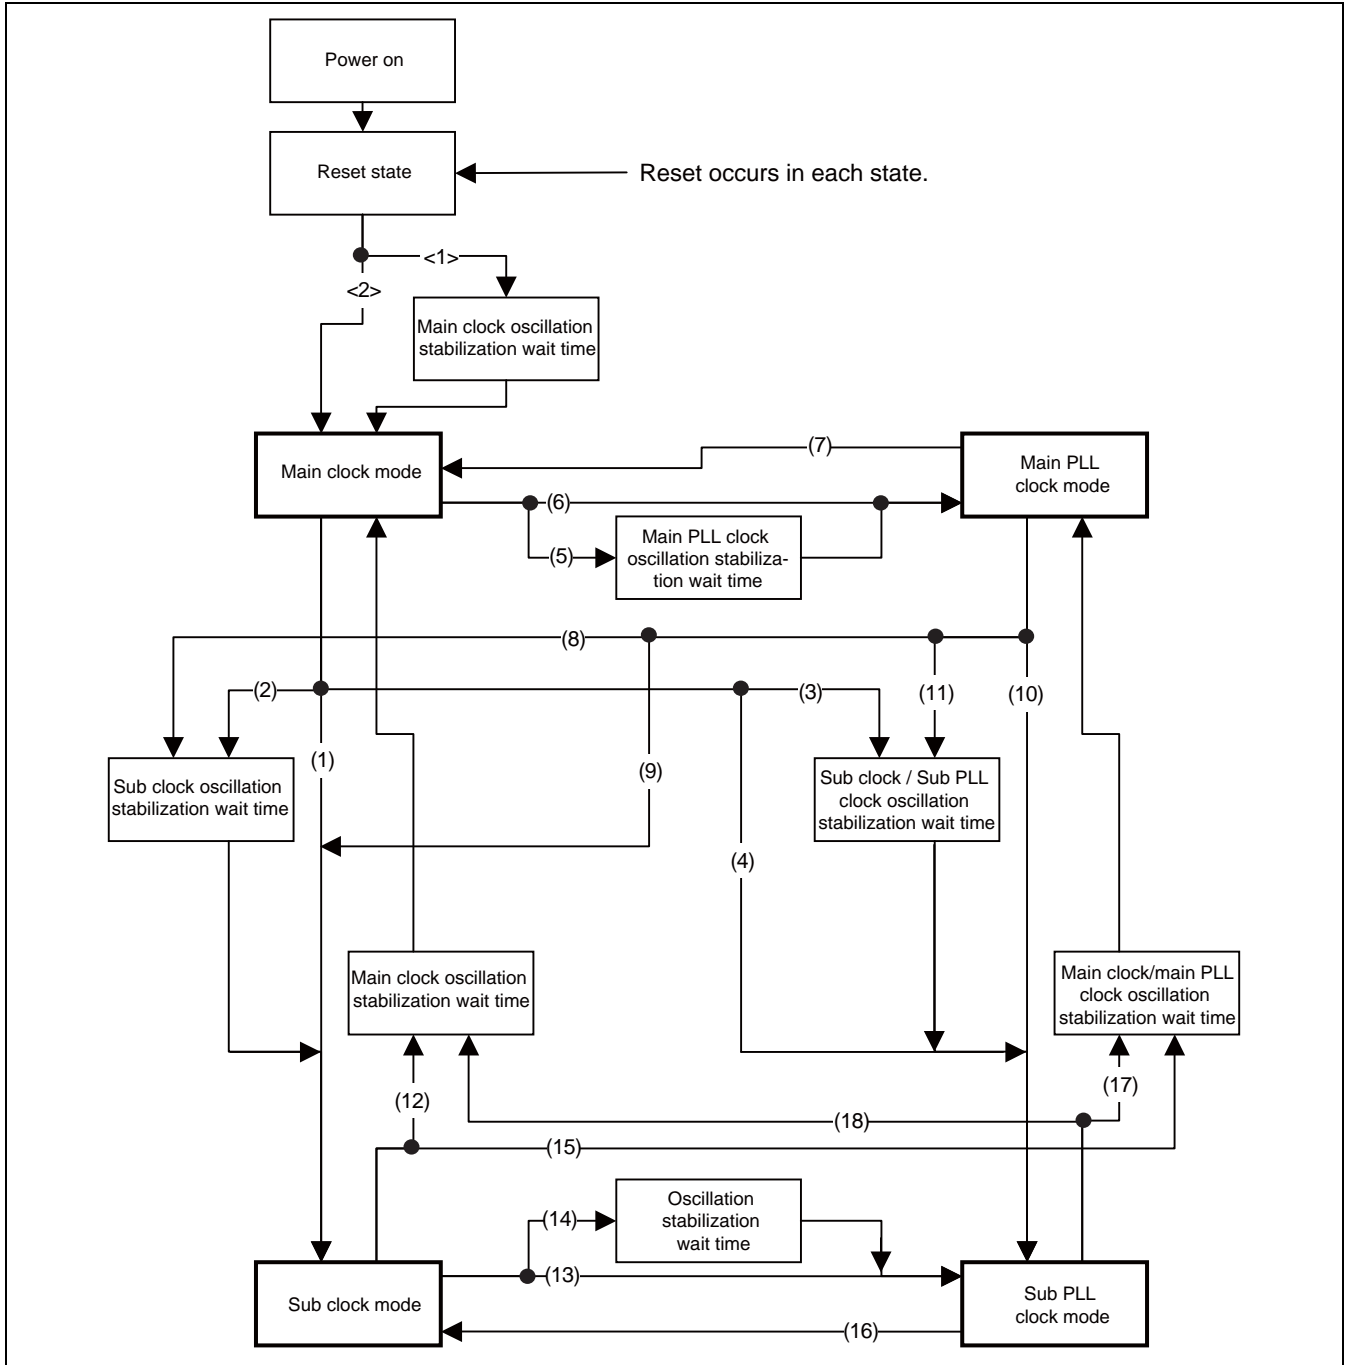 Power on
Reset state
Reset occurs in each state.
<1>
<2>
Main clock oscillation
stabilization wait time
Main clock mode
(7)
Main PLL
clock mode
(6)
(5)
Main PLL clock
oscillation stabiliza-
tion wait time
(8)
(2)
(3)
(11)
(10)
(1)
(9)
Sub clock oscillation
stabilization wait time
Sub clock / Sub PLL
clock oscillation
stabilization wait time
(4)
Main clock oscillation
stabilization wait time
Main clock/main PLL
clock oscillation
stabilization wait time
(12)
(17)
(18)
(15)
Oscillation
stabilization
wait time
(14)
(13)
Sub clock mode
Sub PLL
clock mode
(16)